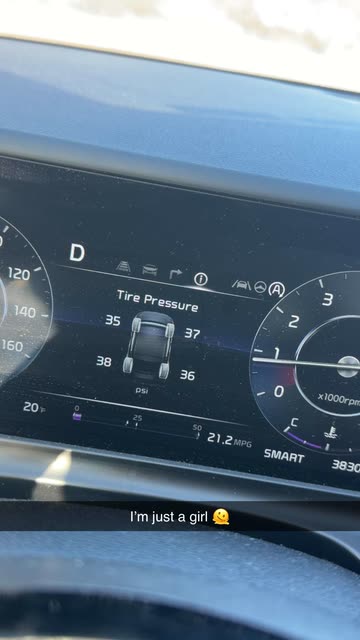 D
120
140
160
Tire Pressure
35 37
38 36
psi
3
2
1
0
x1000rpm
C
20°F
0 25 50
21.2 MPG
SMART
3830
I'm just a girl 🫠